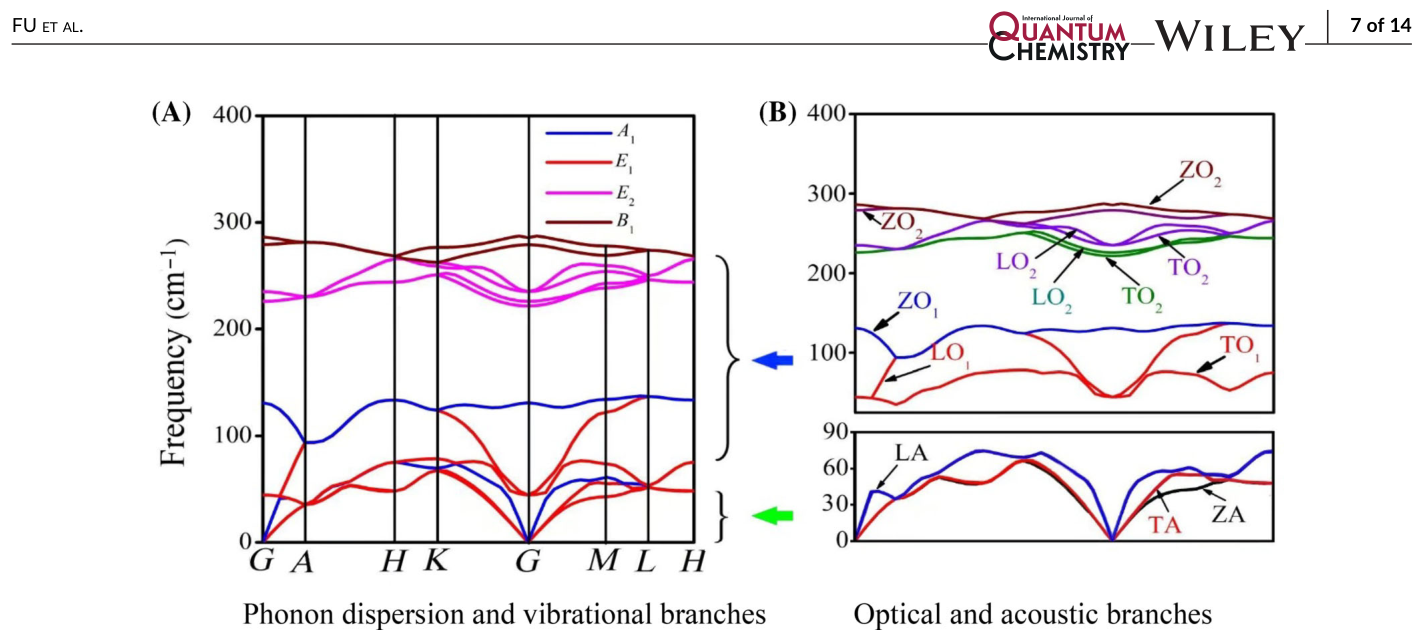 FU ET AL.
International Journal of
QUANTUM
CHEMISTRY
WILEY
7 of 14
(A)
400
300
200
100
0
Frequency (cm⁻¹)
A₁
E₁
E₂
B₁
G A H K G M L H
Phonon dispersion and vibrational branches
(B)
400
300
200
100
ZO₂
ZO₂
LO₂
TO₂
LO₂
TO₂
ZO₁
LO₁
TO₁
90
60
30
0
LA
TA
ZA
Optical and acoustic branches